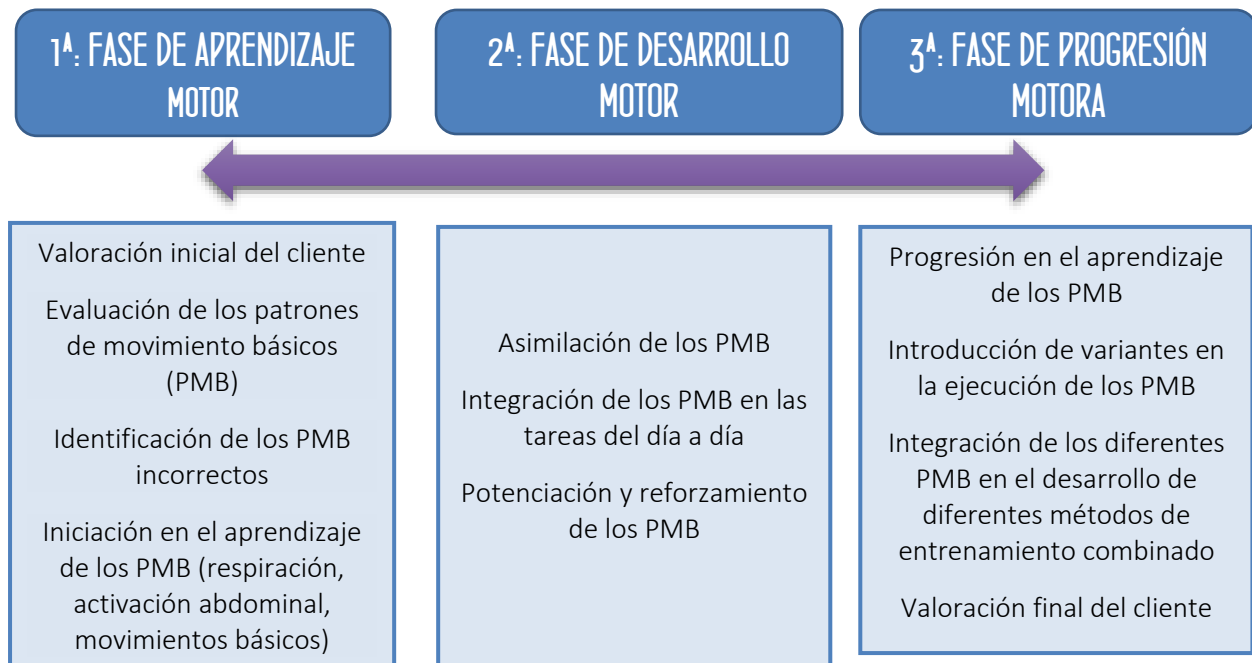 1ª: FASE DE APRENDIZAJE
MOTOR
2ª: FASE DE DESARROLLO
MOTOR
3ª: FASE DE PROGRESIÓN
MOTORA
Valoración inicial del cliente
Evaluación de los patrones
de movimiento básicos
(PMB)
Identificación de los PMB
incorrectos
Iniciación en el aprendizaje
de los PMB (respiración,
activación abdominal,
movimientos básicos)
Asimilación de los PMB
Integración de los PMB en las
tareas del día a día
Potenciación y reforzamiento
de los PMB
Progresión en el aprendizaje
de los PMB
Introducción de variantes en
la ejecución de los PMB
Integración de los diferentes
PMB en el desarrollo de
diferentes métodos de
entrenamiento combinado
Valoración final del cliente